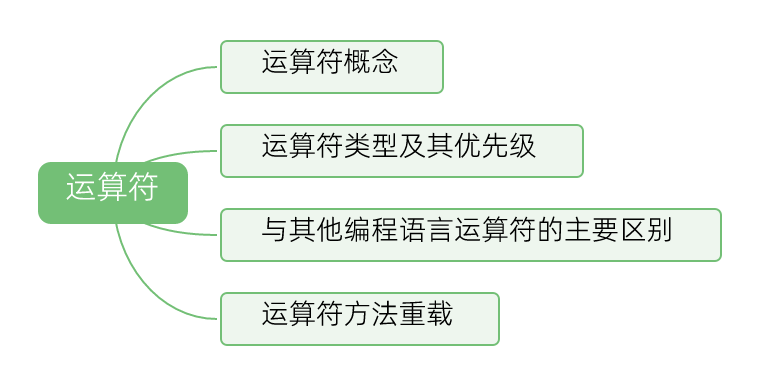 运算符
运算符概念
运算符类型及其优先级
与其他编程语言运算符的主要区别
运算符方法重载